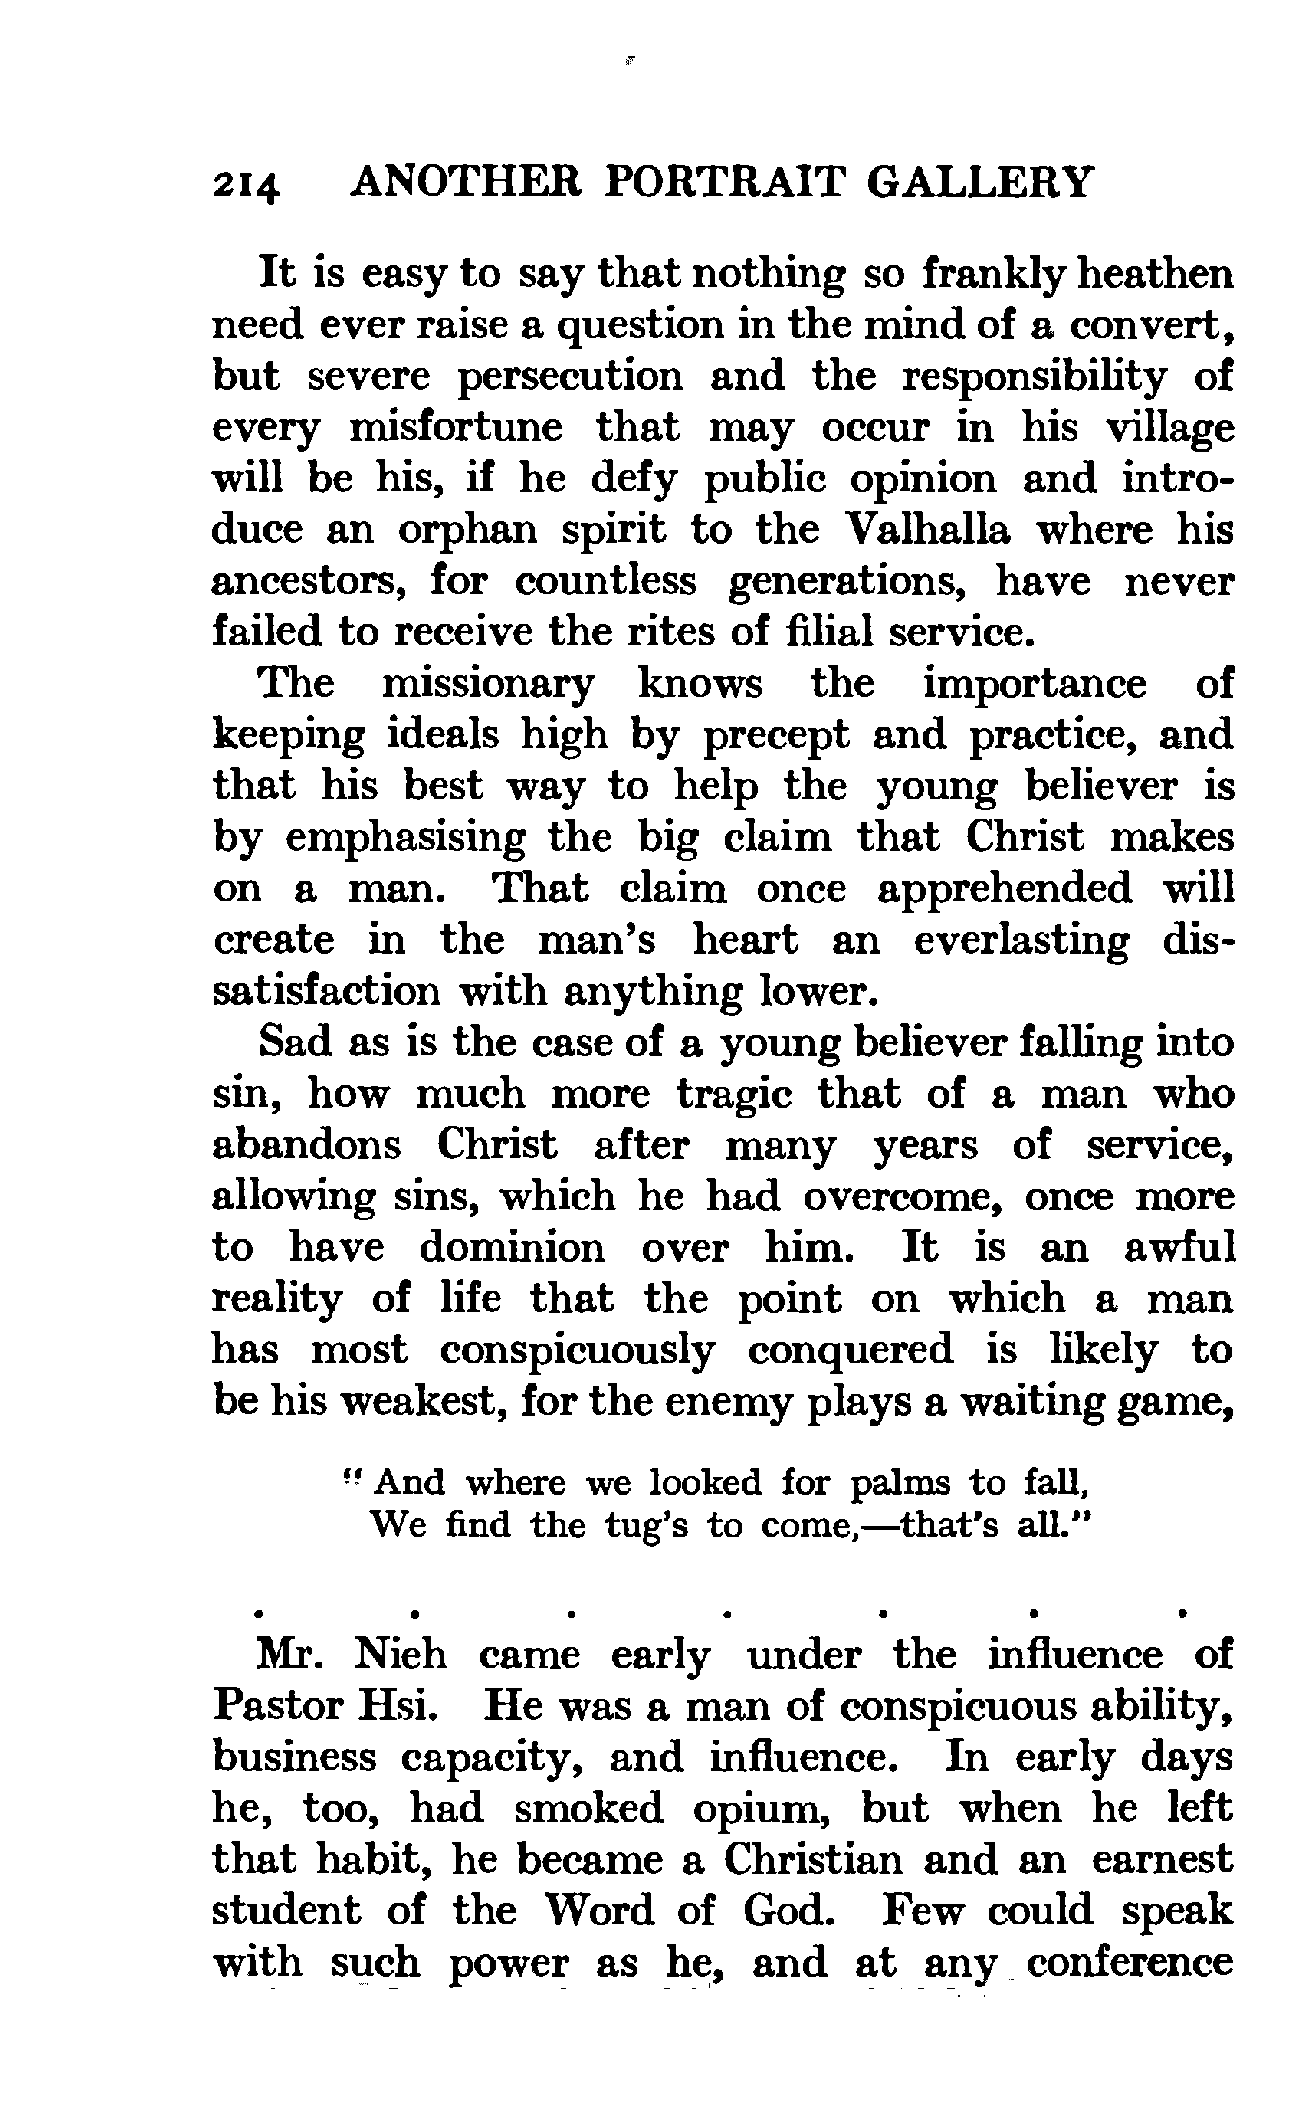 214 ANOTHER PORTRAIT GALLERY
It is easy to say that nothing so frankly heathen
need ever raise a question in the mind of a convert,
but severe persecution and the responsibility of
every misfortune that may occur in his village
will be his, if he defy public opinion and intro-
duce an orphan spirit to the Valhalla where his
ancestors, for countless generations, have never
failed to receive the rites of filial service.
The missionary knows the importance of
keeping ideals high by precept and practice, and
that his best way to help the young believer is
by emphasising the big claim that Christ makes
on a man. That claim once apprehended will
create in the man's heart an everlasting dis-
satisfaction with anything lower.
Sad as is the case of a young believer falling into
sin, how much more tragic that of a man who
abandons Christ after many years of service,
allowing sins, which he had overcome, once more
to have dominion over him. It is an awful
reality of life that the point on which a man
has most conspicuously conquered is likely to
be his weakest, for the enemy plays a waiting game,
"And where we looked for palms to fall,
We find the tug's to come,—that's all."
. . . . . . .
Mr. Nieh came early under the influence of
Pastor Hsi. He was a man of conspicuous ability,
business capacity, and influence. In early days
he, too, had smoked opium, but when he left
that habit, he became a Christian and an earnest
student of the Word of God. Few could speak
with such power as he, and at any conference